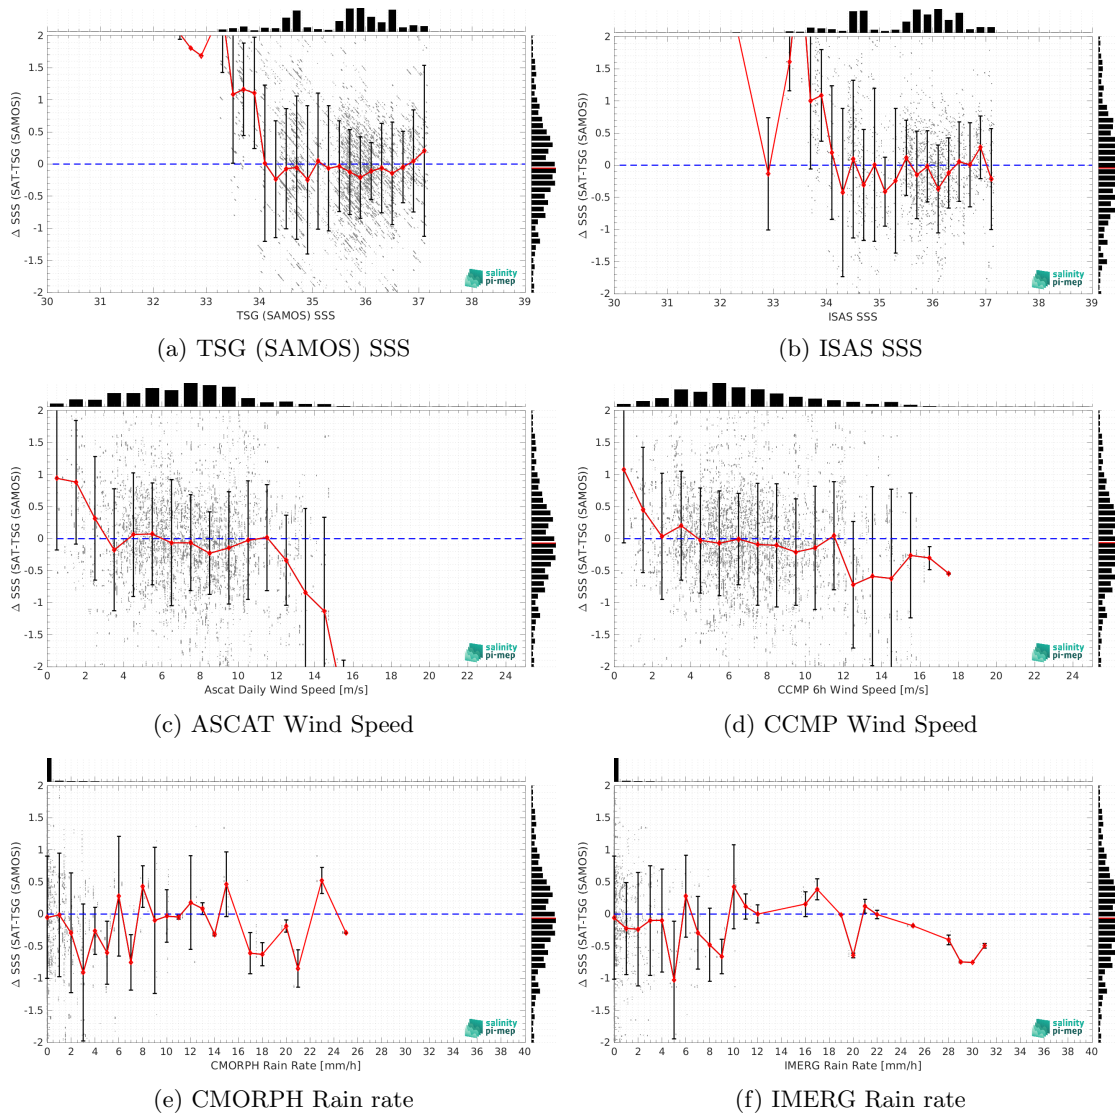 2
1.5
1
0.5
0
-0.5
-1
-1.5
-2
Δ SSS (SAT-TSG (SAMOS))
30 31 32 33 34 35 36 37 38 39
TSG (SAMOS) SSS
salinity
pi-mep
(a) TSG (SAMOS) SSS
2
1.5
1
0.5
0
-0.5
-1
-1.5
-2
Δ SSS (SAT-TSG (SAMOS))
30 31 32 33 34 35 36 37 38 39
ISAS SSS
salinity
pi-mep
(b) ISAS SSS
2
1.5
1
0.5
0
-0.5
-1
-1.5
-2
Δ SSS (SAT-TSG (SAMOS))
0 2 4 6 8 10 12 14 16 18 20 22 24
Ascat Daily Wind Speed [m/s]
salinity
pi-mep
(c) ASCAT Wind Speed
2
1.5
1
0.5
0
-0.5
-1
-1.5
-2
Δ SSS (SAT-TSG (SAMOS))
0 2 4 6 8 10 12 14 16 18 20 22 24
CCMP 6h Wind Speed [m/s]
salinity
pi-mep
(d) CCMP Wind Speed
2
1.5
1
0.5
0
-0.5
-1
-1.5
-2
Δ SSS (SAT-TSG (SAMOS))
0 2 4 6 8 10 12 14 16 18 20 22 24 26 28 30 32 34 36 38 40
CMORPH Rain Rate [mm/h]
salinity
pi-mep
(e) CMORPH Rain rate
2
1.5
1
0.5
0
-0.5
-1
-1.5
-2
Δ SSS (SAT-TSG (SAMOS))
0 2 4 6 8 10 12 14 16 18 20 22 24 26 28 30 32 34 36 38 40
IMERG Rain Rate [mm/h]
salinity
pi-mep
(f) IMERG Rain rate